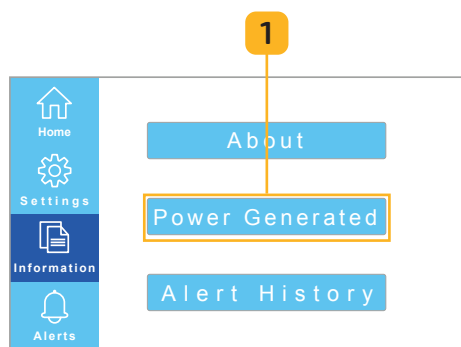 1
Home
About
Settings
Power Generated
Information
Alert History
Alerts